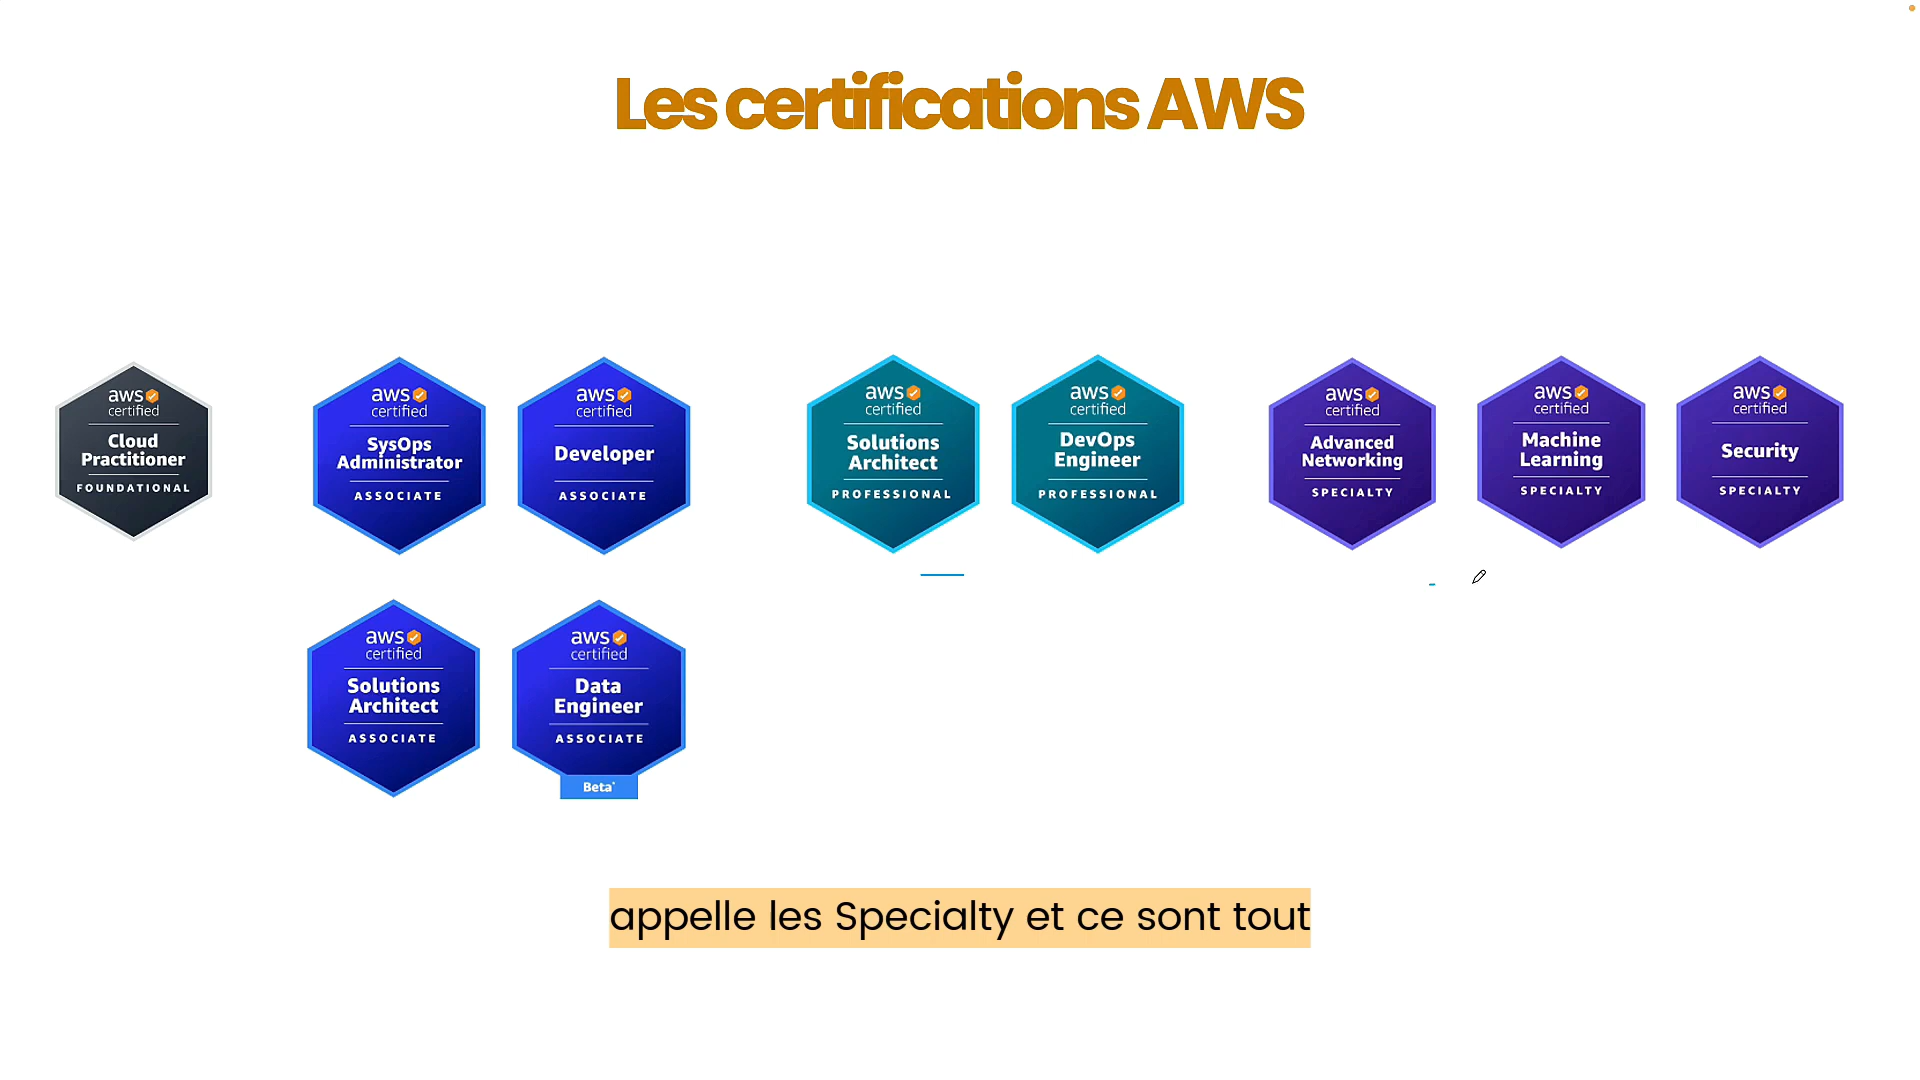 Les certifications AWS
aws
certified
Cloud
Practitioner
FOUNDATIONAL
aws
certified
SysOps
Administrator
ASSOCIATE
aws
certified
Developer
ASSOCIATE
aws
certified
Solutions
Architect
PROFESSIONAL
aws
certified
DevOps
Engineer
PROFESSIONAL
aws
certified
Advanced
Networking
SPECIALTY
aws
certified
Machine
Learning
SPECIALTY
aws
certified
Security
SPECIALTY
aws
certified
Solutions
Architect
ASSOCIATE
aws
certified
Data
Engineer
ASSOCIATE
Beta*
appelle les Specialty et ce sont tout